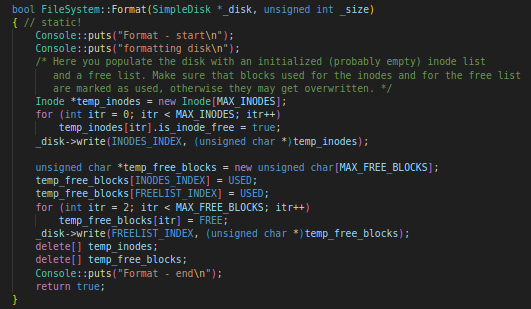 bool FileSystem::Format(SimpleDisk *_disk, unsigned int _size)
{ // static!
Console::puts("Format - start\n");
Console::puts("formatting disk\n");
/* Here you populate the disk with an initialized (probably empty) inode list
and a free list. Make sure that blocks used for the inodes and for the free list
are marked as used, otherwise they may get overwritten. */
Inode *temp_inodes = new Inode[MAX_INODES];
for (int itr = 0; itr < MAX_INODES; itr++)
temp_inodes[itr].is_inode_free = true;
_disk->write(INODES_INDEX, (unsigned char *)temp_inodes);
unsigned char *temp_free_blocks = new unsigned char[MAX_FREE_BLOCKS];
temp_free_blocks[INODES_INDEX] = USED;
temp_free_blocks[FREELIST_INDEX] = USED;
for (int itr = 2; itr < MAX_FREE_BLOCKS; itr++)
temp_free_blocks[itr] = FREE;
_disk->write(FREELIST_INDEX, (unsigned char *)temp_free_blocks);
delete[] temp_inodes;
delete[] temp_free_blocks;
Console::puts("Format - end\n");
return true;
}